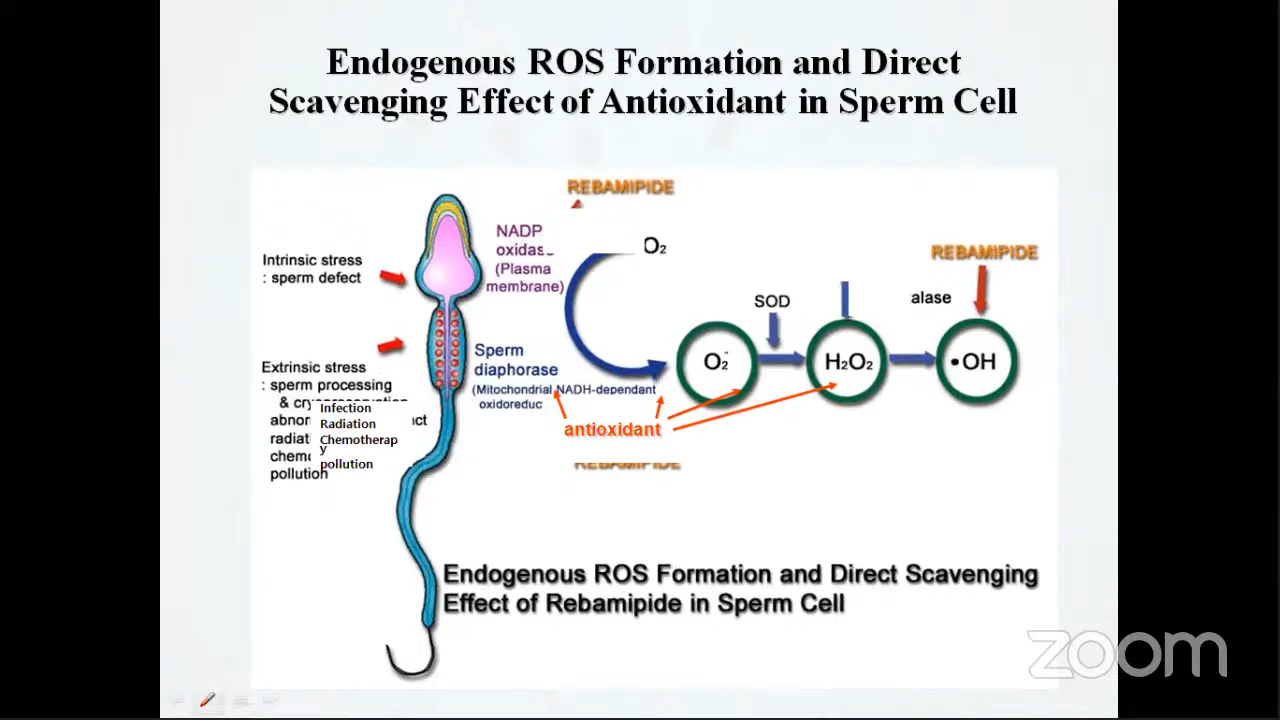 Endogenous ROS Formation and Direct
Scavenging Effect of Antioxidant in Sperm Cell
REBAMIPIDE
NADP
oxidas
(Plasma
membrane)
O₂
Intrinsic stress
: sperm defect
REBAMIPIDE
SOD
alase
Sperm
diaphorase
(Mitochondrial NADH-dependant
oxidoreduc
O₂⁻
H₂O₂
•OH
Extrinsic stress
: sperm processing
& cry
Infection
abnor
uct
Radiation
radiat
Chemotherap
y
chem
pollution
pollution
antioxidant
REBAMIPIDE
Endogenous ROS Formation and Direct Scavenging
Effect of Rebamipide in Sperm Cell
zoom